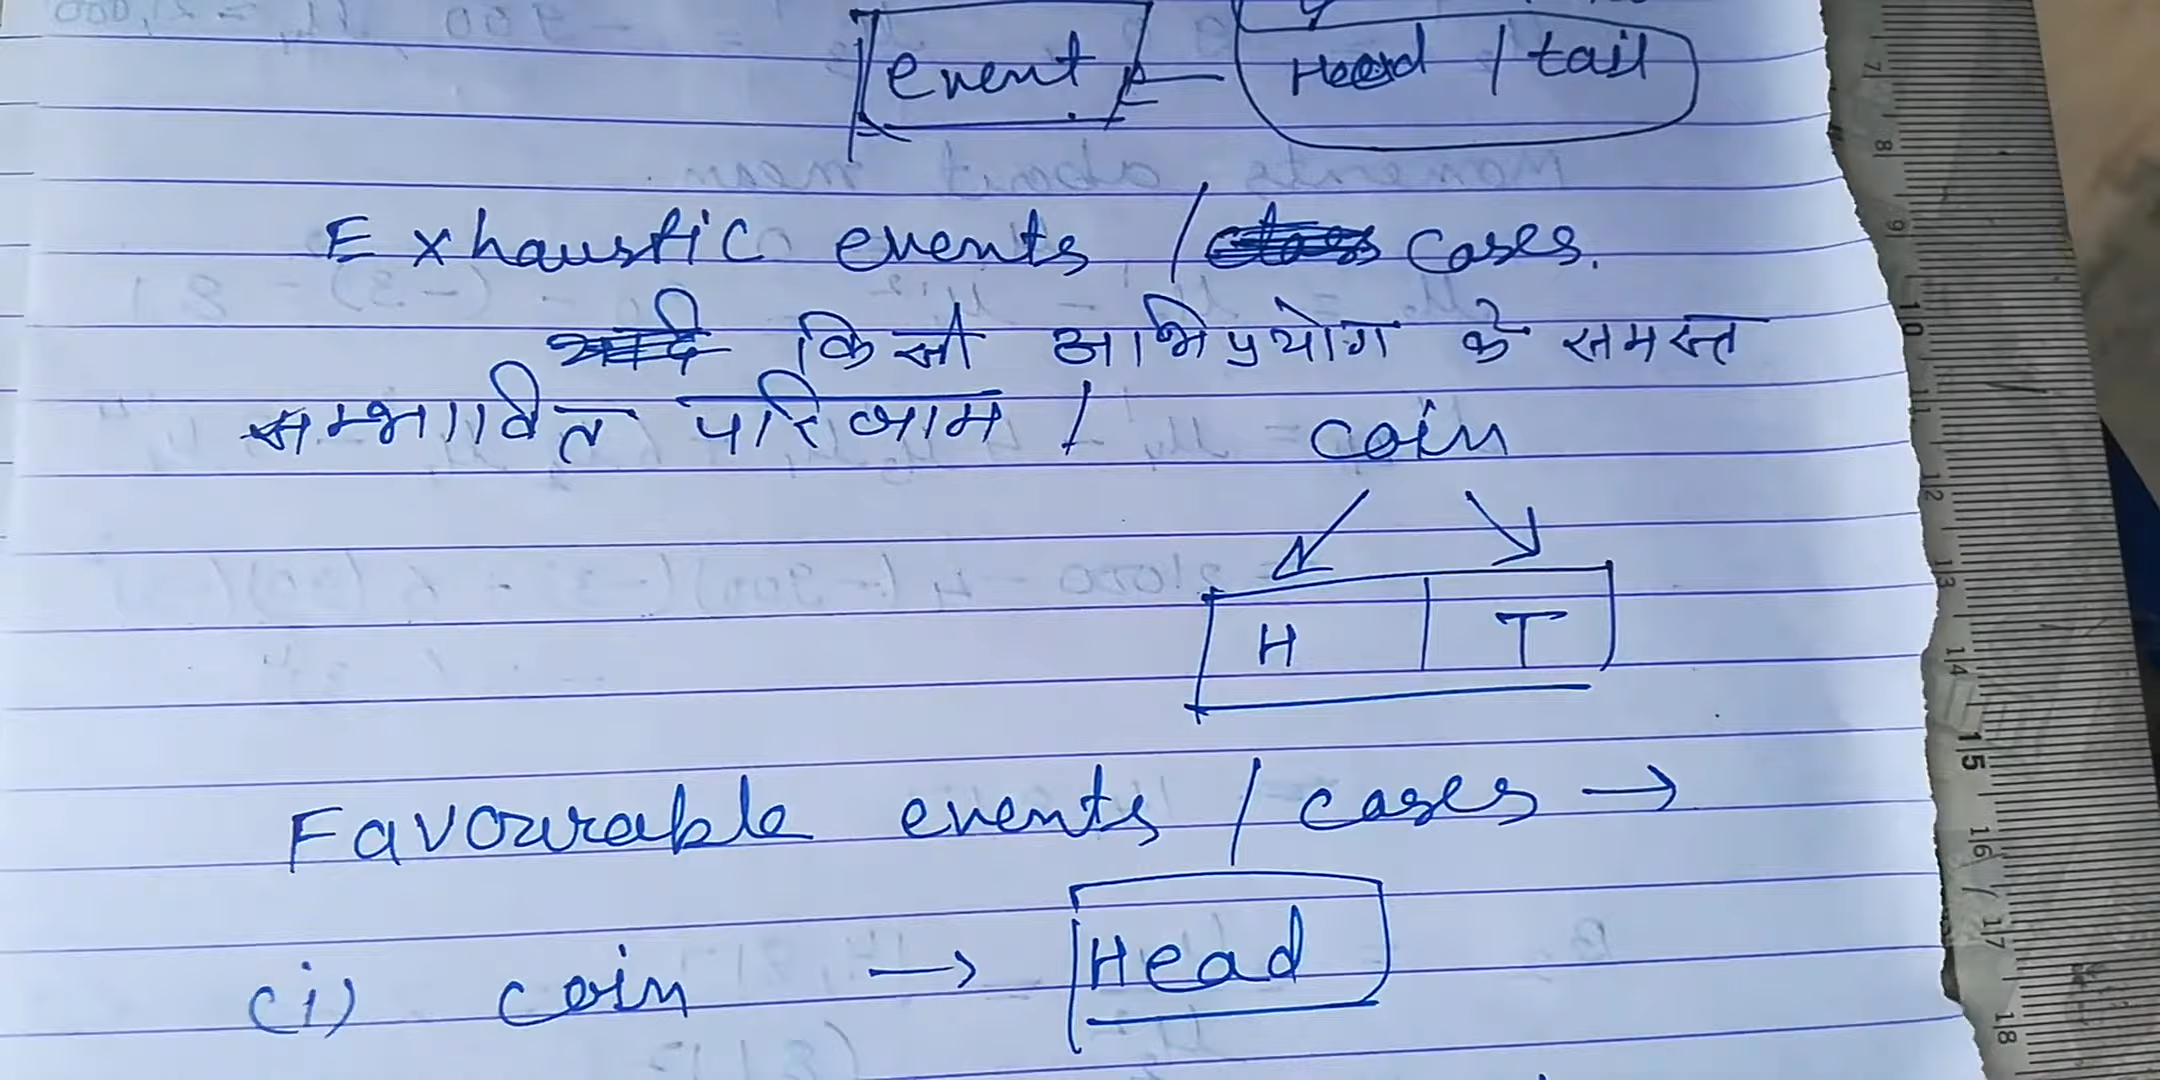 event ← Head / tail
Exhaustic events / cases.
किसी अभिप्रयोग के समस्त
सम्भावित परिणाम / coin
H T
Favourable events / cases →
(i) coin → Head